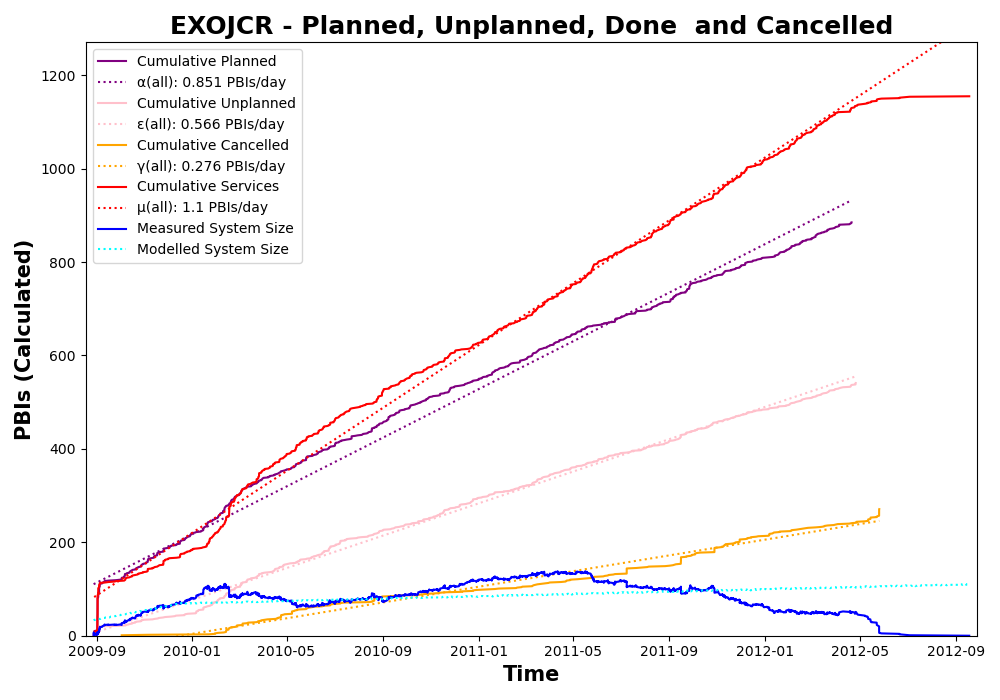 EXOJCR - Planned, Unplanned, Done  and Cancelled
PBIs (Calculated)
1200
1000
800
600
400
200
0
Cumulative Planned
α(all): 0.851 PBIs/day
Cumulative Unplanned
ε(all): 0.566 PBIs/day
Cumulative Cancelled
γ(all): 0.276 PBIs/day
Cumulative Services
μ(all): 1.1 PBIs/day
Measured System Size
Modelled System Size
2009-09 2010-01 2010-05 2010-09 2011-01 2011-05 2011-09 2012-01 2012-05 2012-09
Time